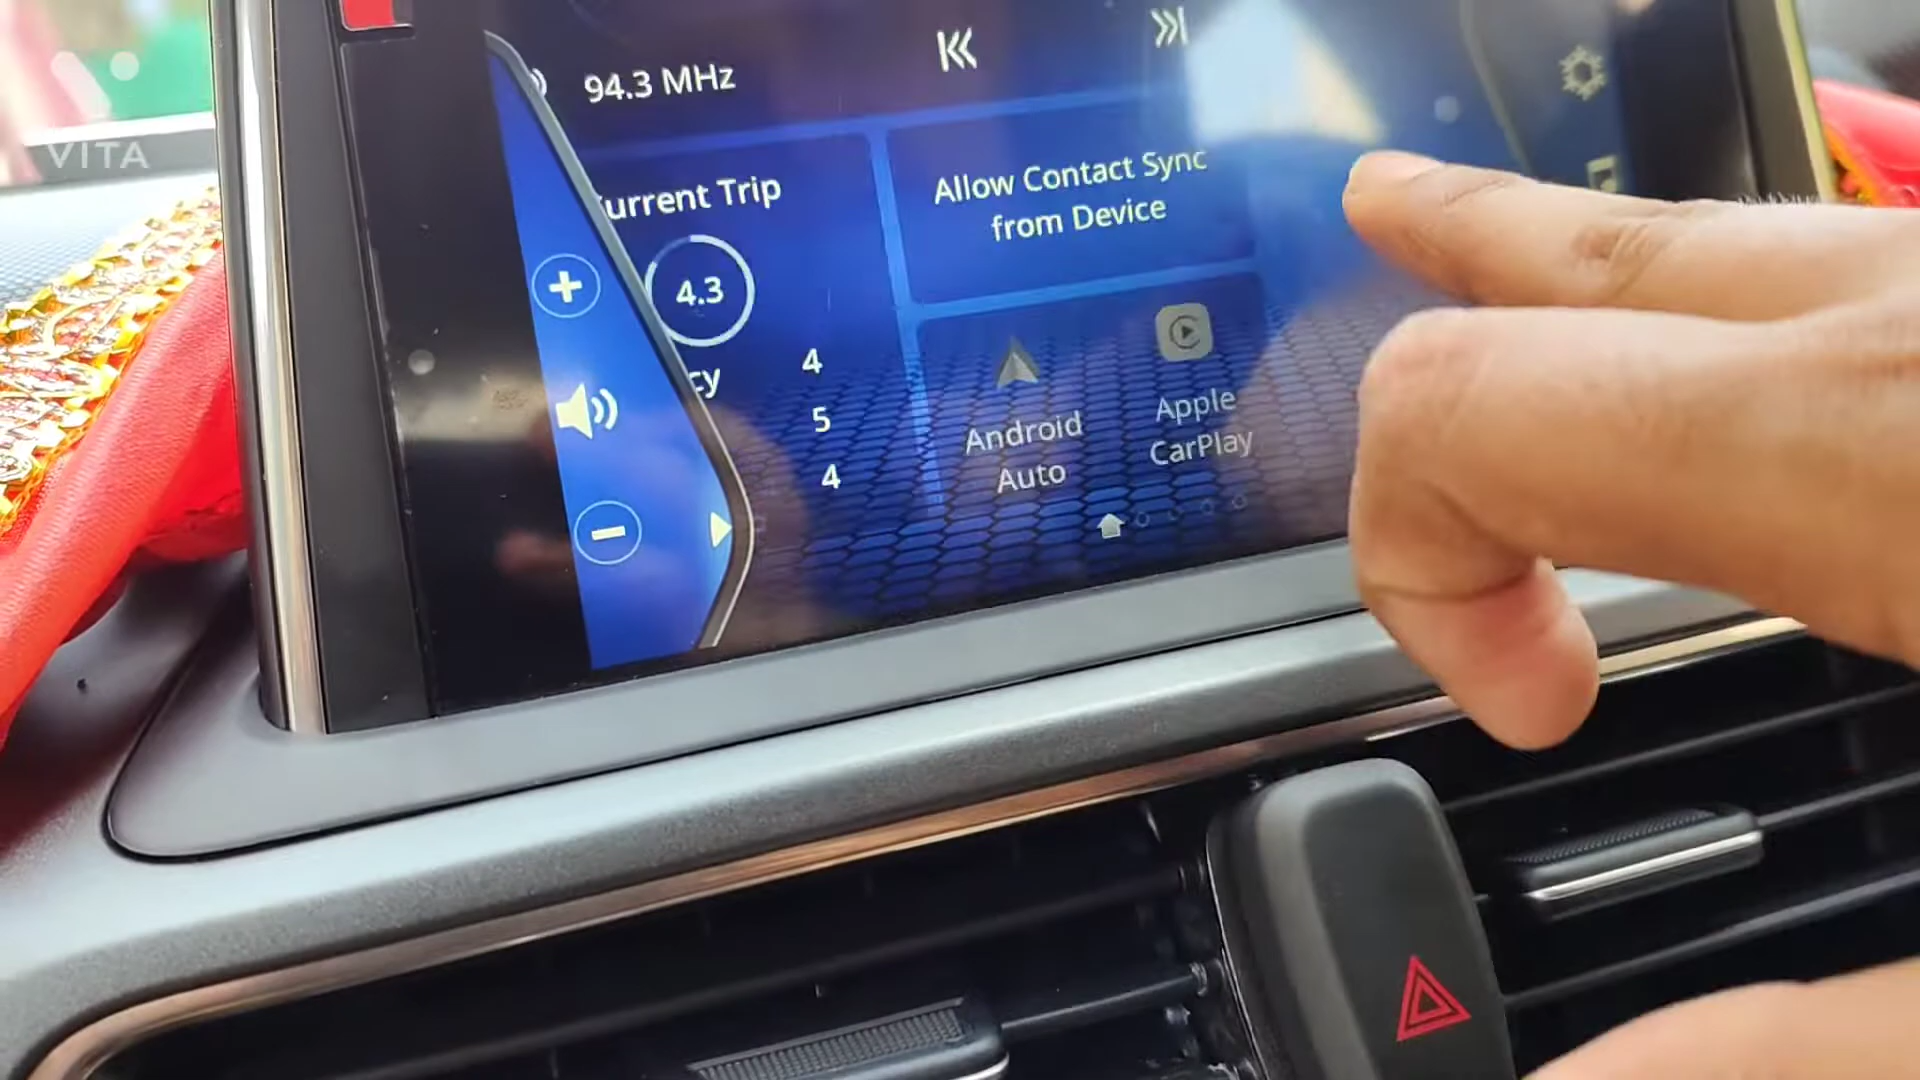 VITA
94.3 MHz
urrent Trip
4.3
cy
4
5
4
Allow Contact Sync
from Device
Android
Auto
Apple
CarPlay